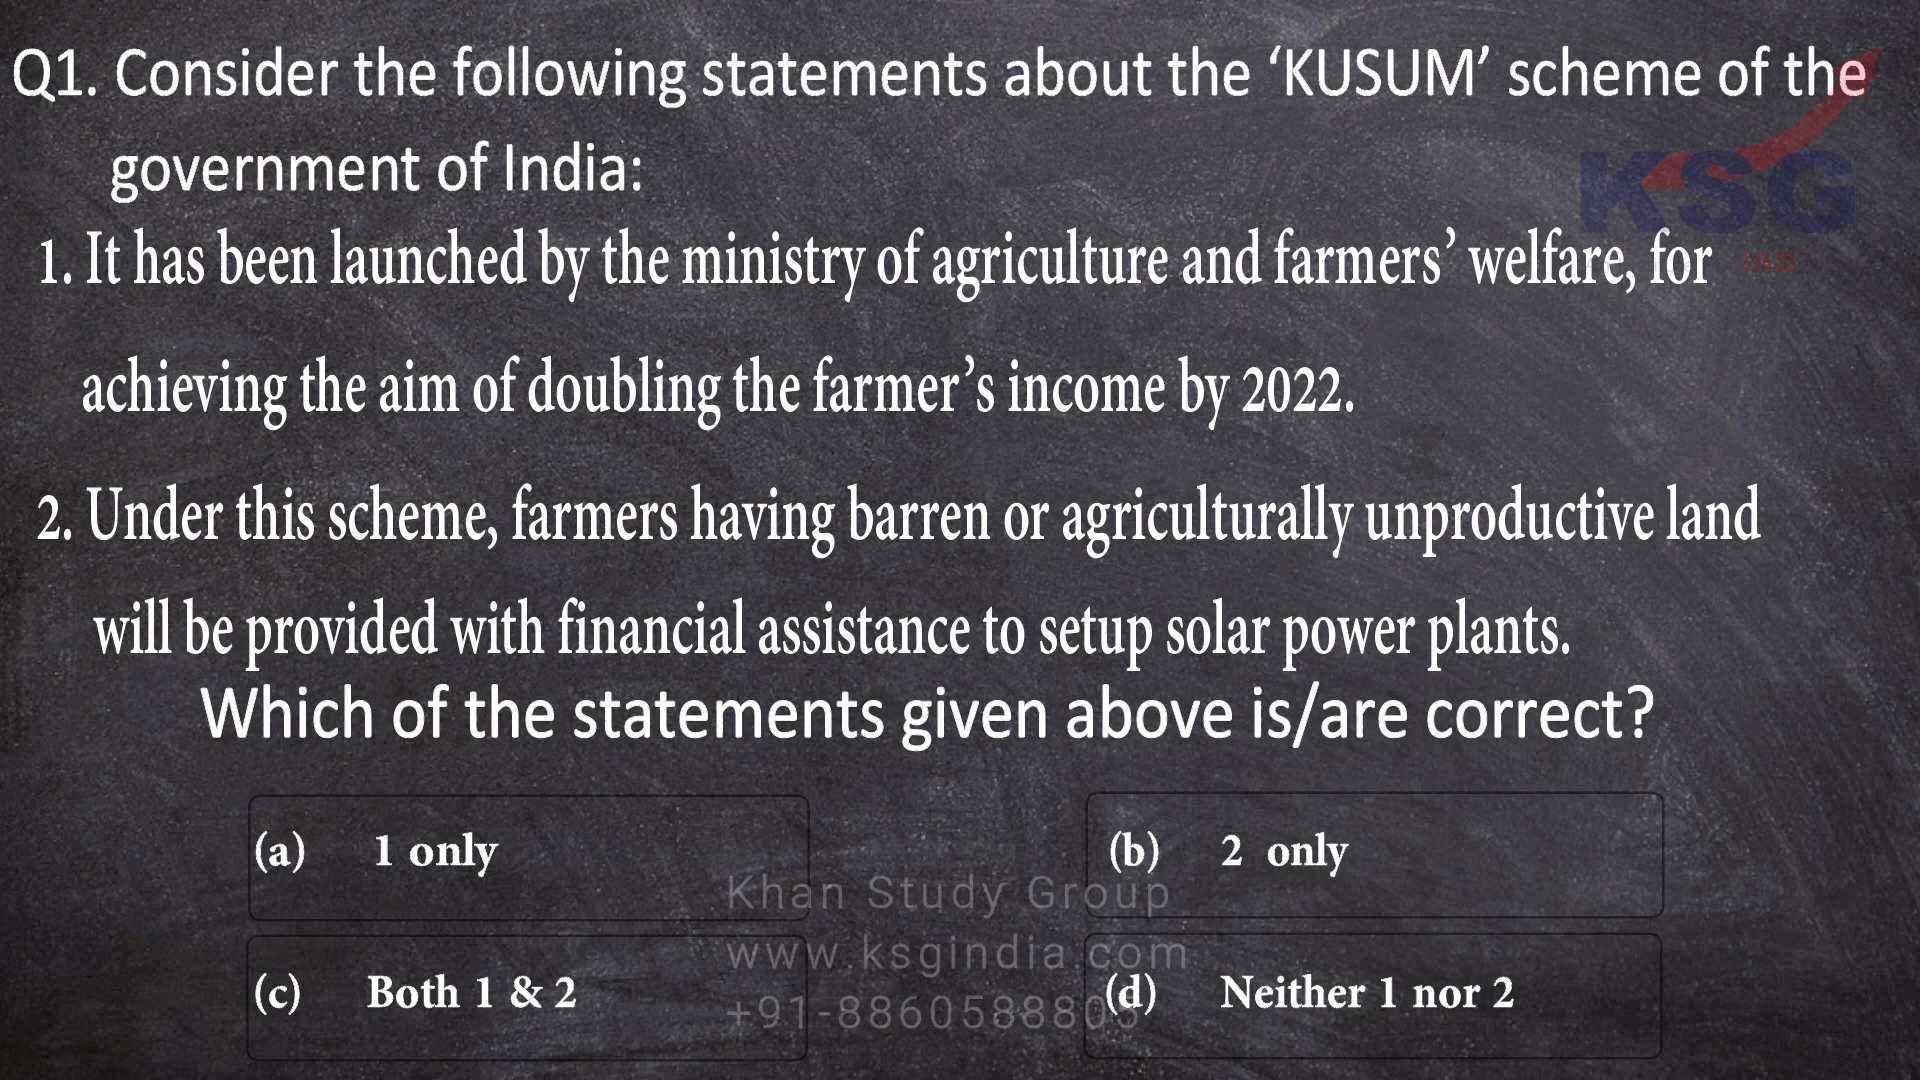 Q1. Consider the following statements about the ‘KUSUM’ scheme of the
government of India:
KSG
IAS
1. It has been launched by the ministry of agriculture and farmers’ welfare, for
achieving the aim of doubling the farmer’s income by 2022.
2. Under this scheme, farmers having barren or agriculturally unproductive land
will be provided with financial assistance to setup solar power plants.
Which of the statements given above is/are correct?
(a) 1 only
(b) 2 only
Khan Study Group
www.ksgindia.com
(c) Both 1 & 2
(d) Neither 1 nor 2